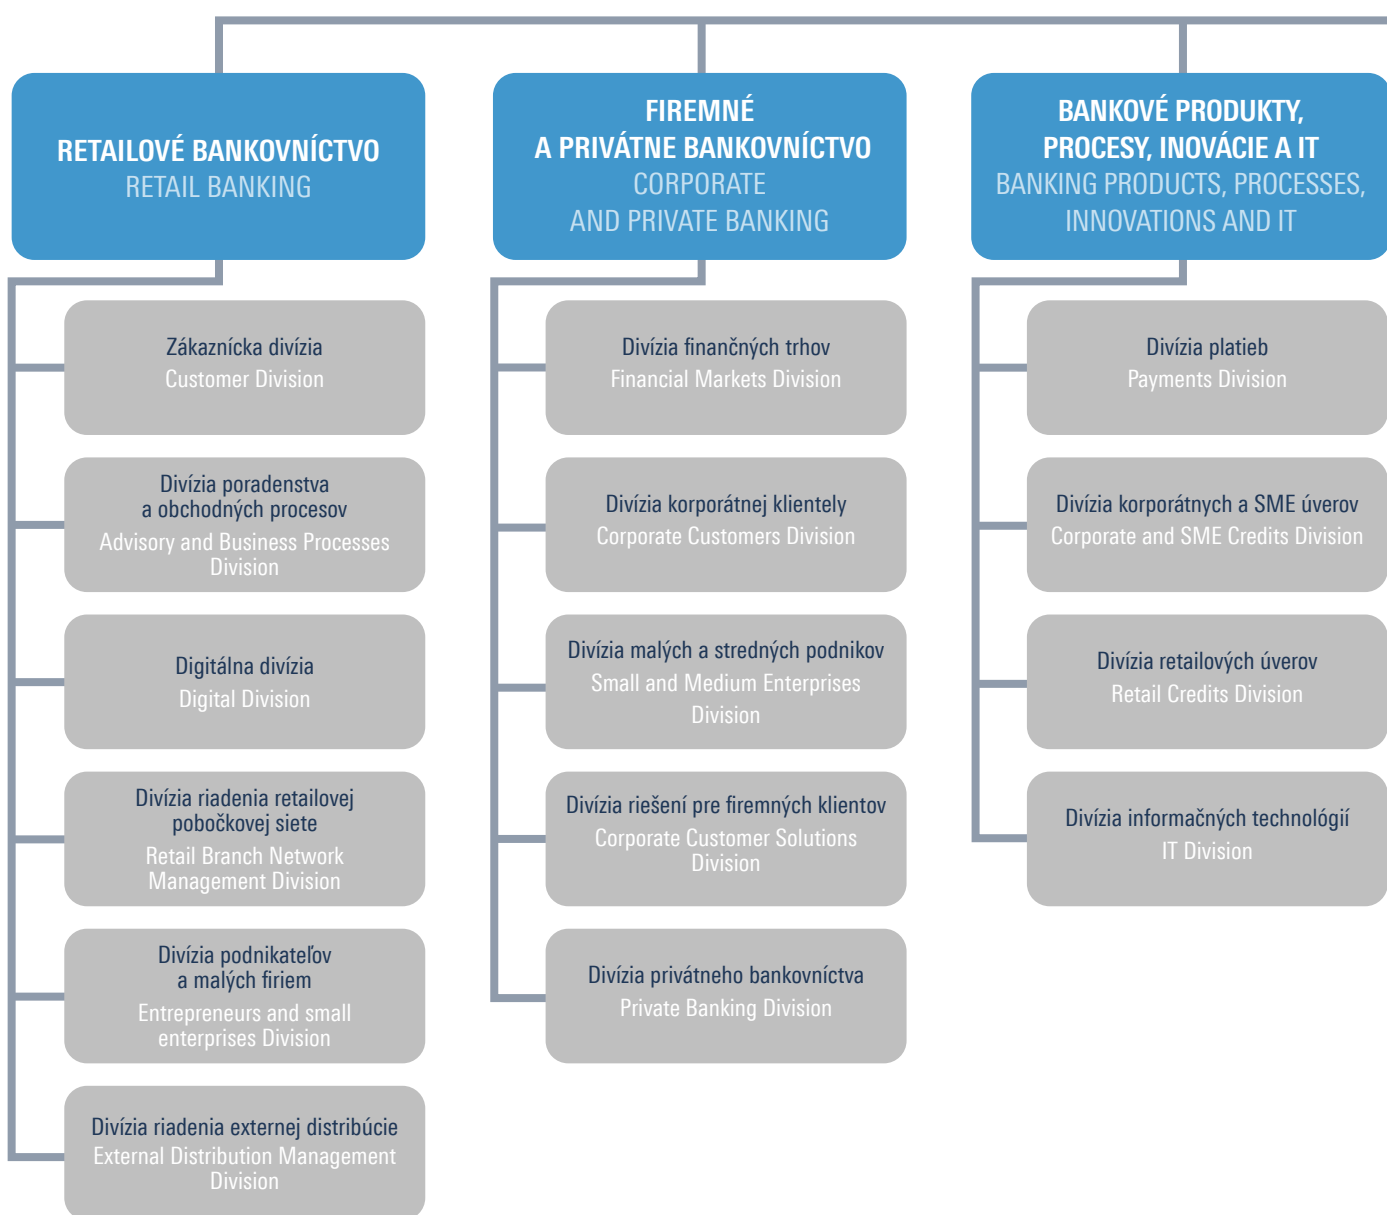 RETAILOVÉ BANKOVNÍCTVO
RETAIL BANKING
Zákaznícka divízia
Customer Division
Divízia poradenstva
a obchodných procesov
Advisory and Business Processes
Division
Digitálna divízia
Digital Division
Divízia riadenia retailovej
pobočkovej siete
Retail Branch Network
Management Division
Divízia podnikateľov
a malých firiem
Entrepreneurs and small
enterprises Division
Divízia riadenia externej distribúcie
External Distribution Management
Division
FIREMNÉ
A PRIVÁTNE BANKOVNÍCTVO
CORPORATE
AND PRIVATE BANKING
Divízia finančných trhov
Financial Markets Division
Divízia korporátnej klientely
Corporate Customers Division
Divízia malých a stredných podnikov
Small and Medium Enterprises
Division
Divízia riešení pre firemných klientov
Corporate Customer Solutions
Division
Divízia privátneho bankovníctva
Private Banking Division
BANKOVÉ PRODUKTY,
PROCESY, INOVÁCIE A IT
BANKING PRODUCTS, PROCESSES,
INNOVATIONS AND IT
Divízia platieb
Payments Division
Divízia korporátnych a SME úverov
Corporate and SME Credits Division
Divízia retailových úverov
Retail Credits Division
Divízia informačných technológií
IT Division